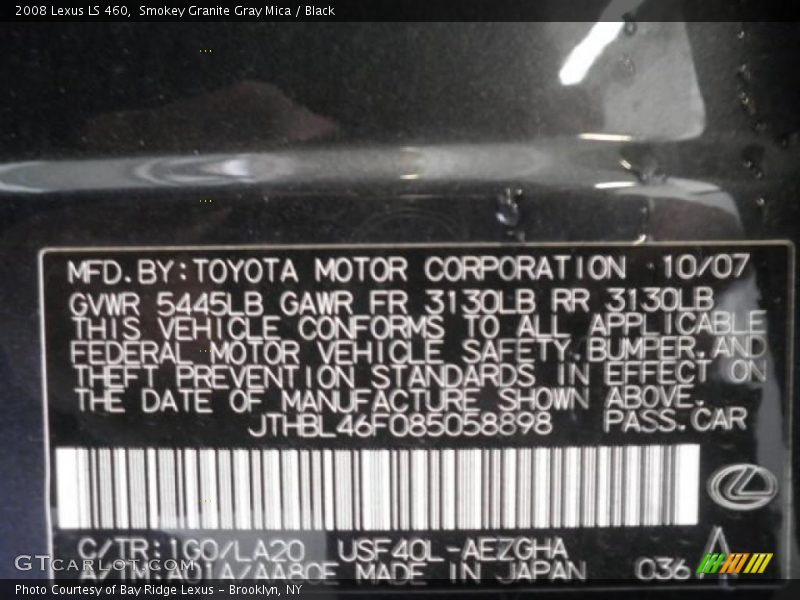 2008 Lexus LS 460, Smokey Granite Gray Mica / Black
MFD.BY:TOYOTA MOTOR CORPORATION 10/07
GVWR 5445LB GAWR FR 3130LB RR 3130LB
THIS VEHICLE CONFORMS TO ALL APPLICABLE
FEDERAL MOTOR VEHICLE SAFETY.BUMPER.AND
THEFT PREVENTION STANDARDS IN EFFECT ON
THE DATE OF MANUFACTURE SHOWN ABOVE.
JTHBL46F085058898 PASS.CAR
C/TR:1G0/LA20 USF40L-AEZGHA
A/TM:A01A/AA80F MADE IN JAPAN 036
GTCarLot.com
Photo Courtesy of Bay Ridge Lexus - Brooklyn, NY